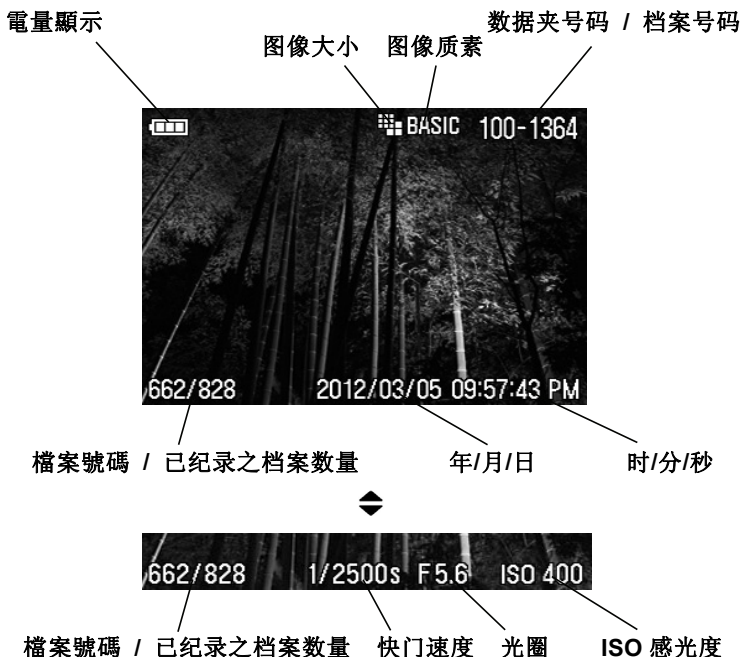 電量顯示
数据夹号码 / 档案号码
图像大小 图像质素
BASIC 100-1364
662/828 2012/03/05 09:57:43 PM
檔案號碼 / 已纪录之档案数量 年/月/日 时/分/秒
662/828 1/2500s F5.6 ISO 400
檔案號碼 / 已纪录之档案数量 快门速度 光圈 ISO 感光度